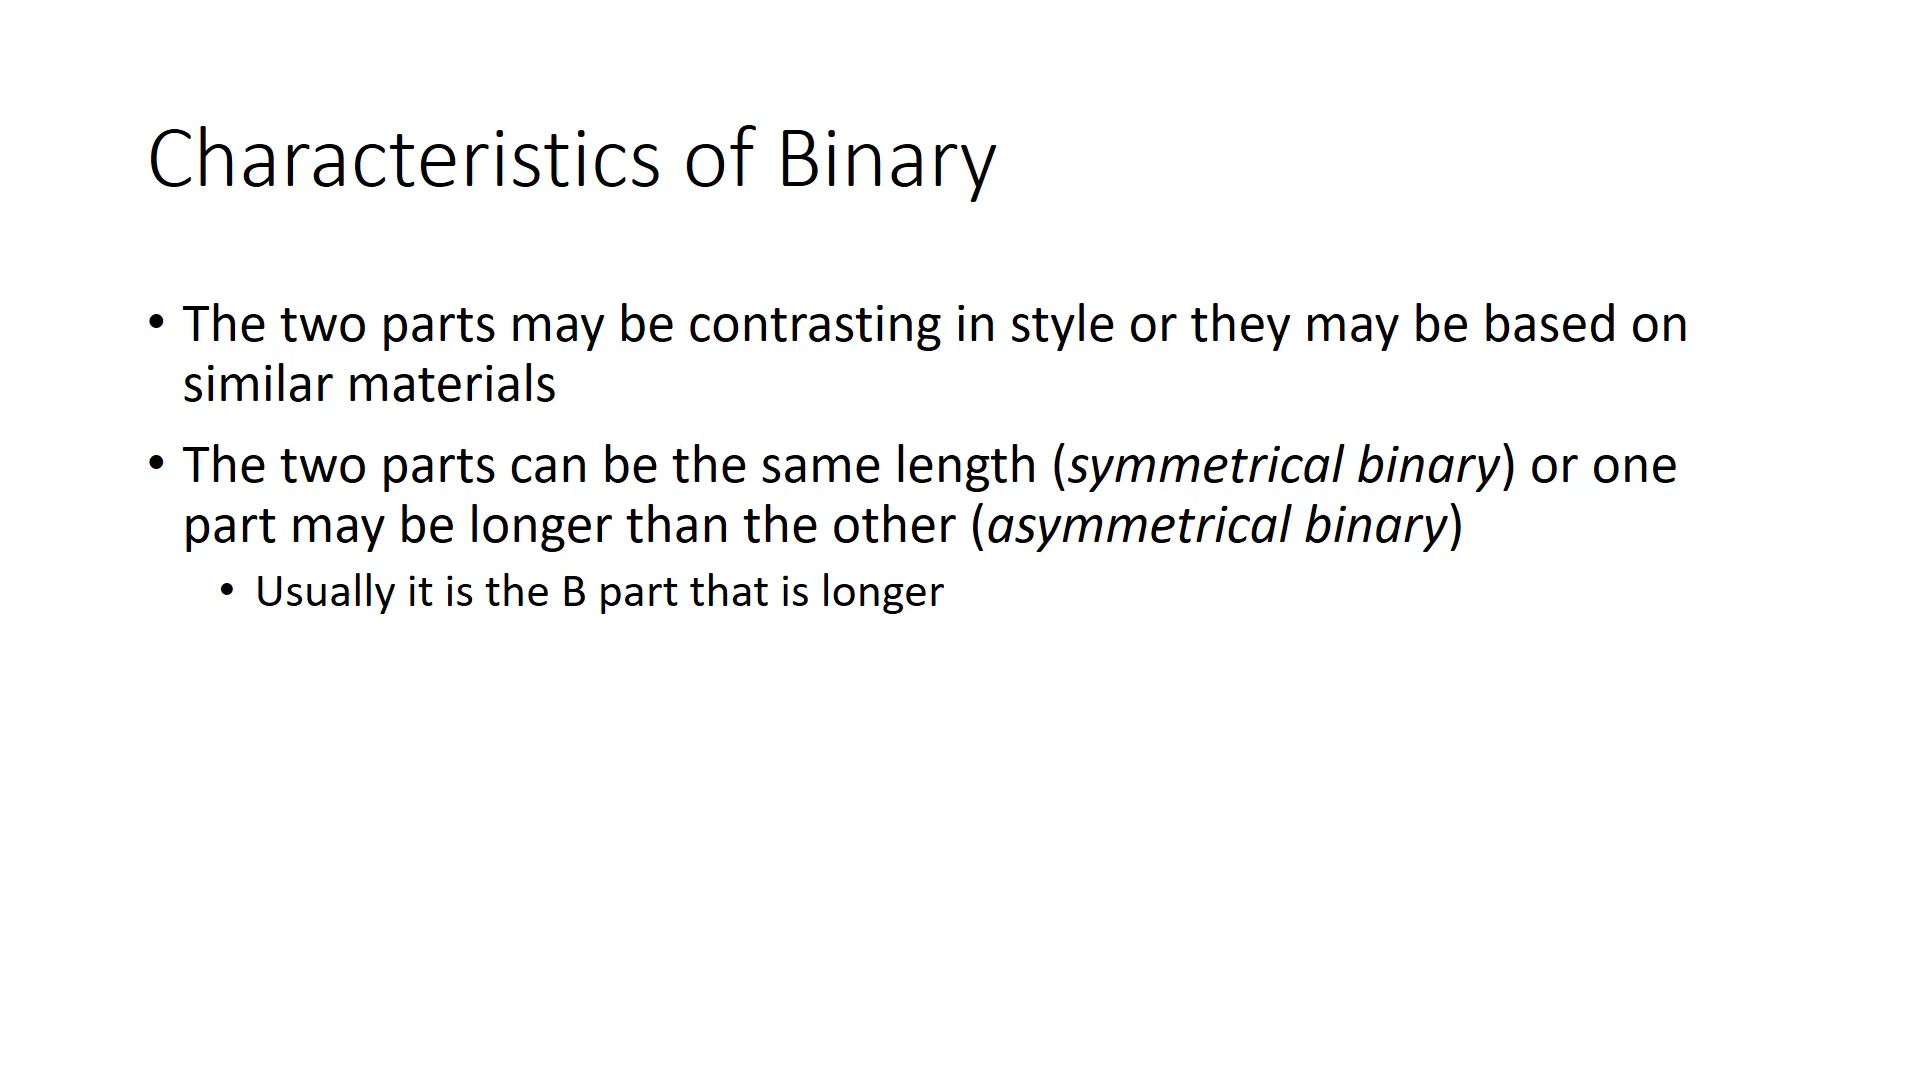 Characteristics of Binary
• The two parts may be contrasting in style or they may be based on
similar materials
• The two parts can be the same length (symmetrical binary) or one
part may be longer than the other (asymmetrical binary)
• Usually it is the B part that is longer